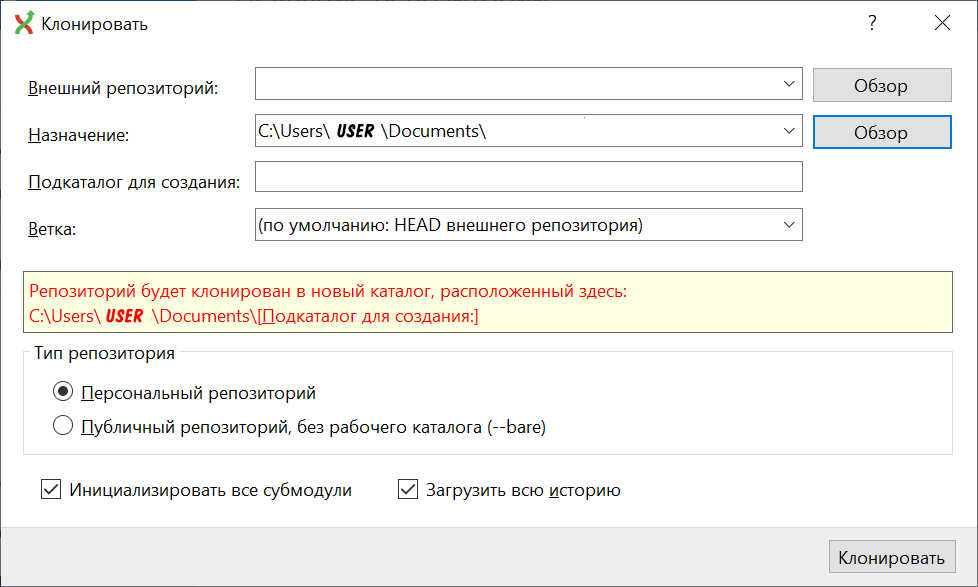 Клонировать
?
Внешний репозиторий:
Обзор
Назначение:
C:\Users\ USER \Documents\
Обзор
Подкаталог для создания:
Ветка:
(по умолчанию: HEAD внешнего репозитория)
Репозиторий будет клонирован в новый каталог, расположенный здесь:
C:\Users\ USER \Documents\[Подкаталог для создания:]
Тип репозитория
Персональный репозиторий
Публичный репозиторий, без рабочего каталога (--bare)
Инициализировать все субмодули
Загрузить всю историю
Клонировать